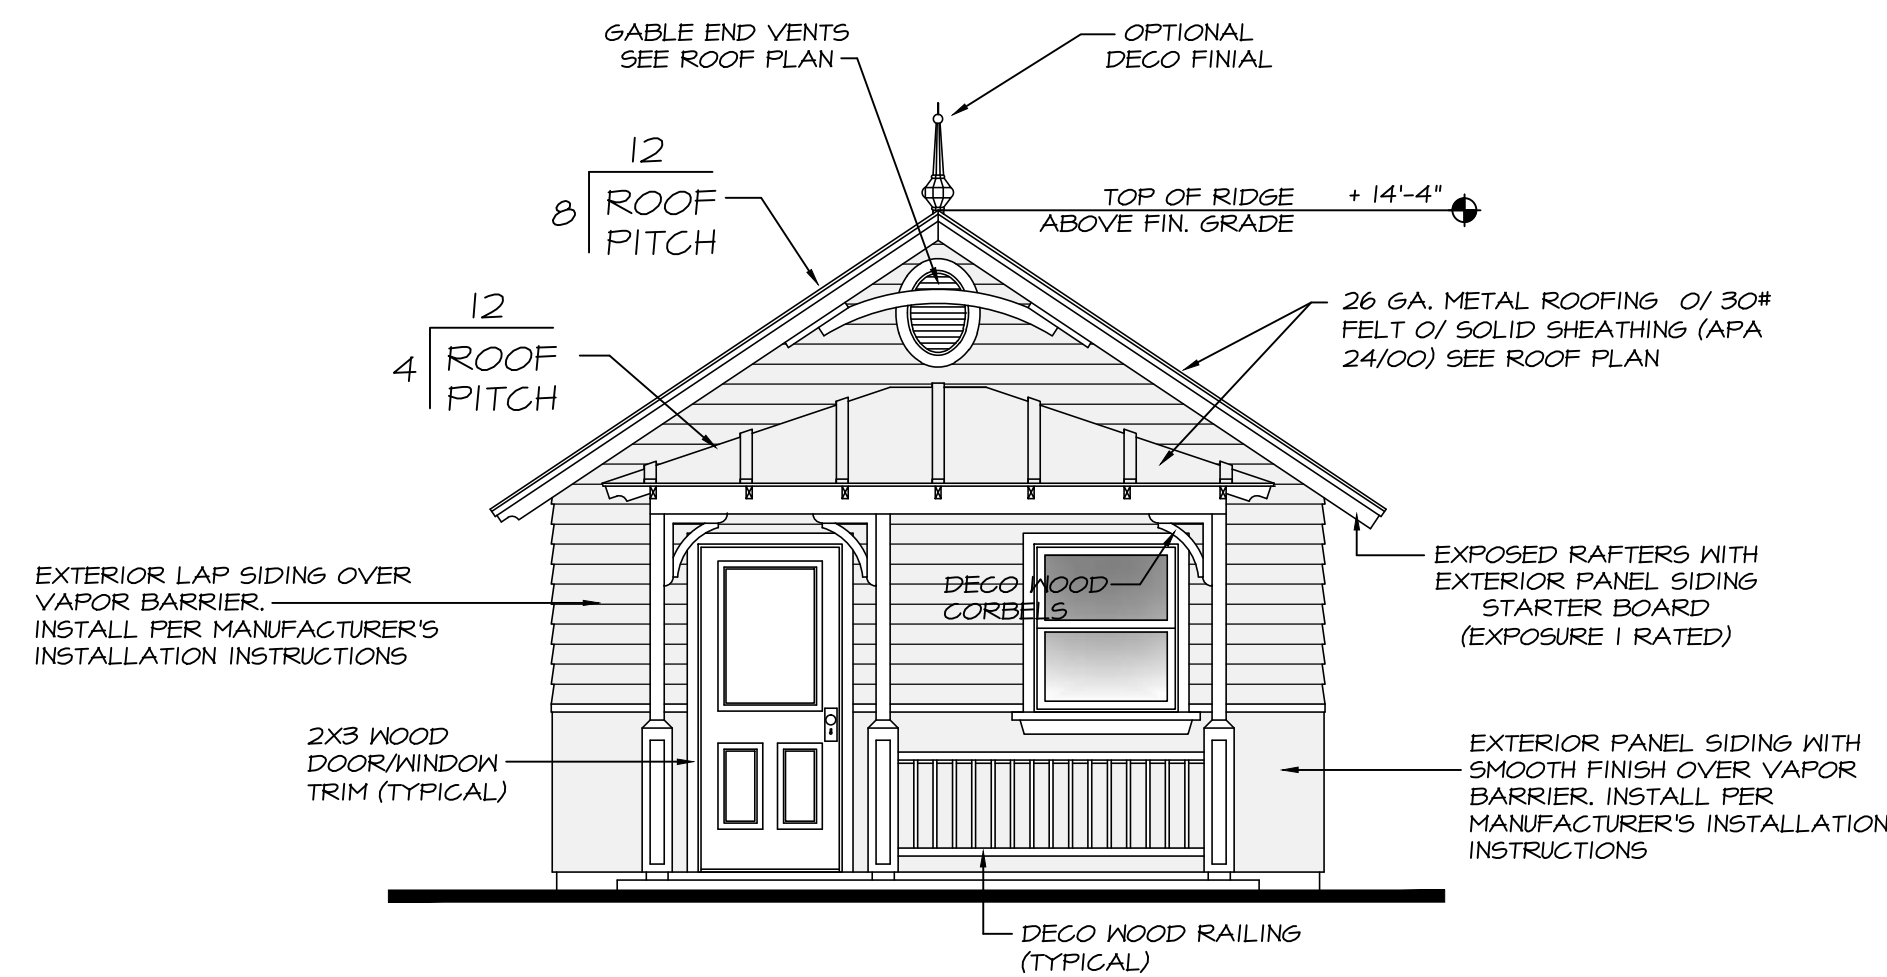 GABLE END VENTS
SEE ROOF PLAN
OPTIONAL
DECO FINIAL
12
8
ROOF
PITCH
TOP OF RIDGE
ABOVE FIN. GRADE
+ 14'-4"
12
4
ROOF
PITCH
26 GA. METAL ROOFING O/ 30#
FELT O/ SOLID SHEATHING (APA
24/00) SEE ROOF PLAN
EXTERIOR LAP SIDING OVER
VAPOR BARRIER.
INSTALL PER MANUFACTURER'S
INSTALLATION INSTRUCTIONS
DECO WOOD
CORBELS
EXPOSED RAFTERS WITH
EXTERIOR PANEL SIDING
STARTER BOARD
(EXPOSURE 1 RATED)
2X3 WOOD
DOOR/WINDOW
TRIM (TYPICAL)
EXTERIOR PANEL SIDING WITH
SMOOTH FINISH OVER VAPOR
BARRIER. INSTALL PER
MANUFACTURER'S INSTALLATION
INSTRUCTIONS
DECO WOOD RAILING
(TYPICAL)